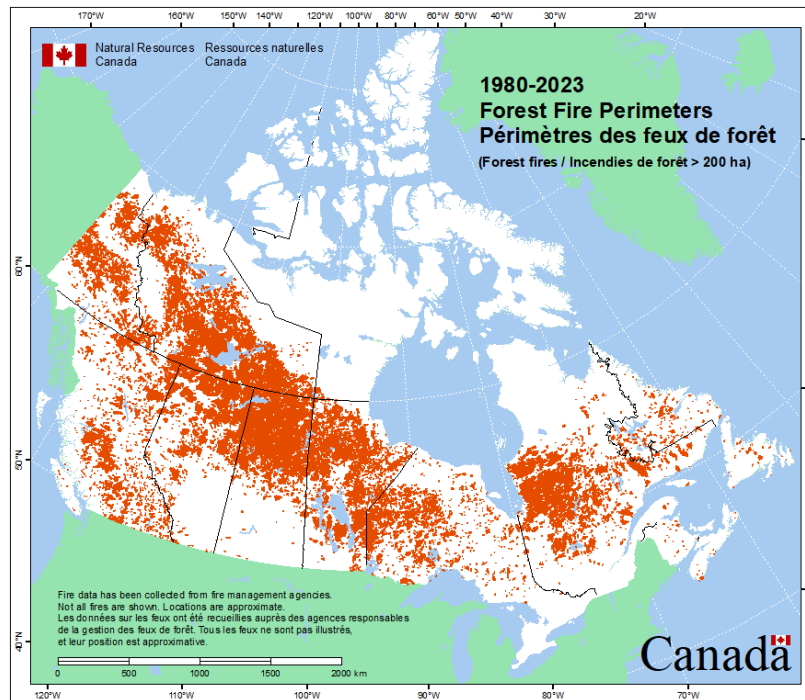 170°W 160°W 150°W 140°W 130°W 120°W 110°W 100°W 90°W 80°W 70°W 60°W 50°W 40°W 30°W 20°W
Natural Resources Ressources naturelles
Canada Canada
1980-2023
Forest Fire Perimeters
Périmètres des feux de forêt
(Forest fires / Incendies de forêt > 200 ha)
60°N
50°N
40°N
Fire data has been collected from fire management agencies.
Not all fires are shown. Locations are approximate.
Les données sur les feux ont été recueillies auprès des agences responsables
de la gestion des feux de forêt. Tous les feux ne sont pas illustrés,
et leur position est approximative.
0 500 1000 1500 2000 km
Canada
120°W 110°W 100°W 90°W 80°W 70°W